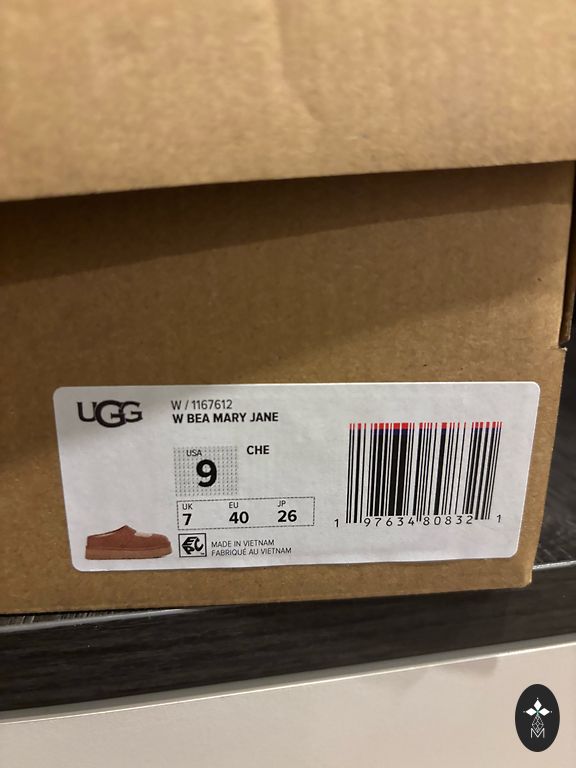 UGG
W / 1167612
W BEA MARY JANE
USA
9
CHE
UK EU JP
7 40 26
MADE IN VIETNAM
FABRIQUÉ AU VIETNAM
1 97634 80832 1
M